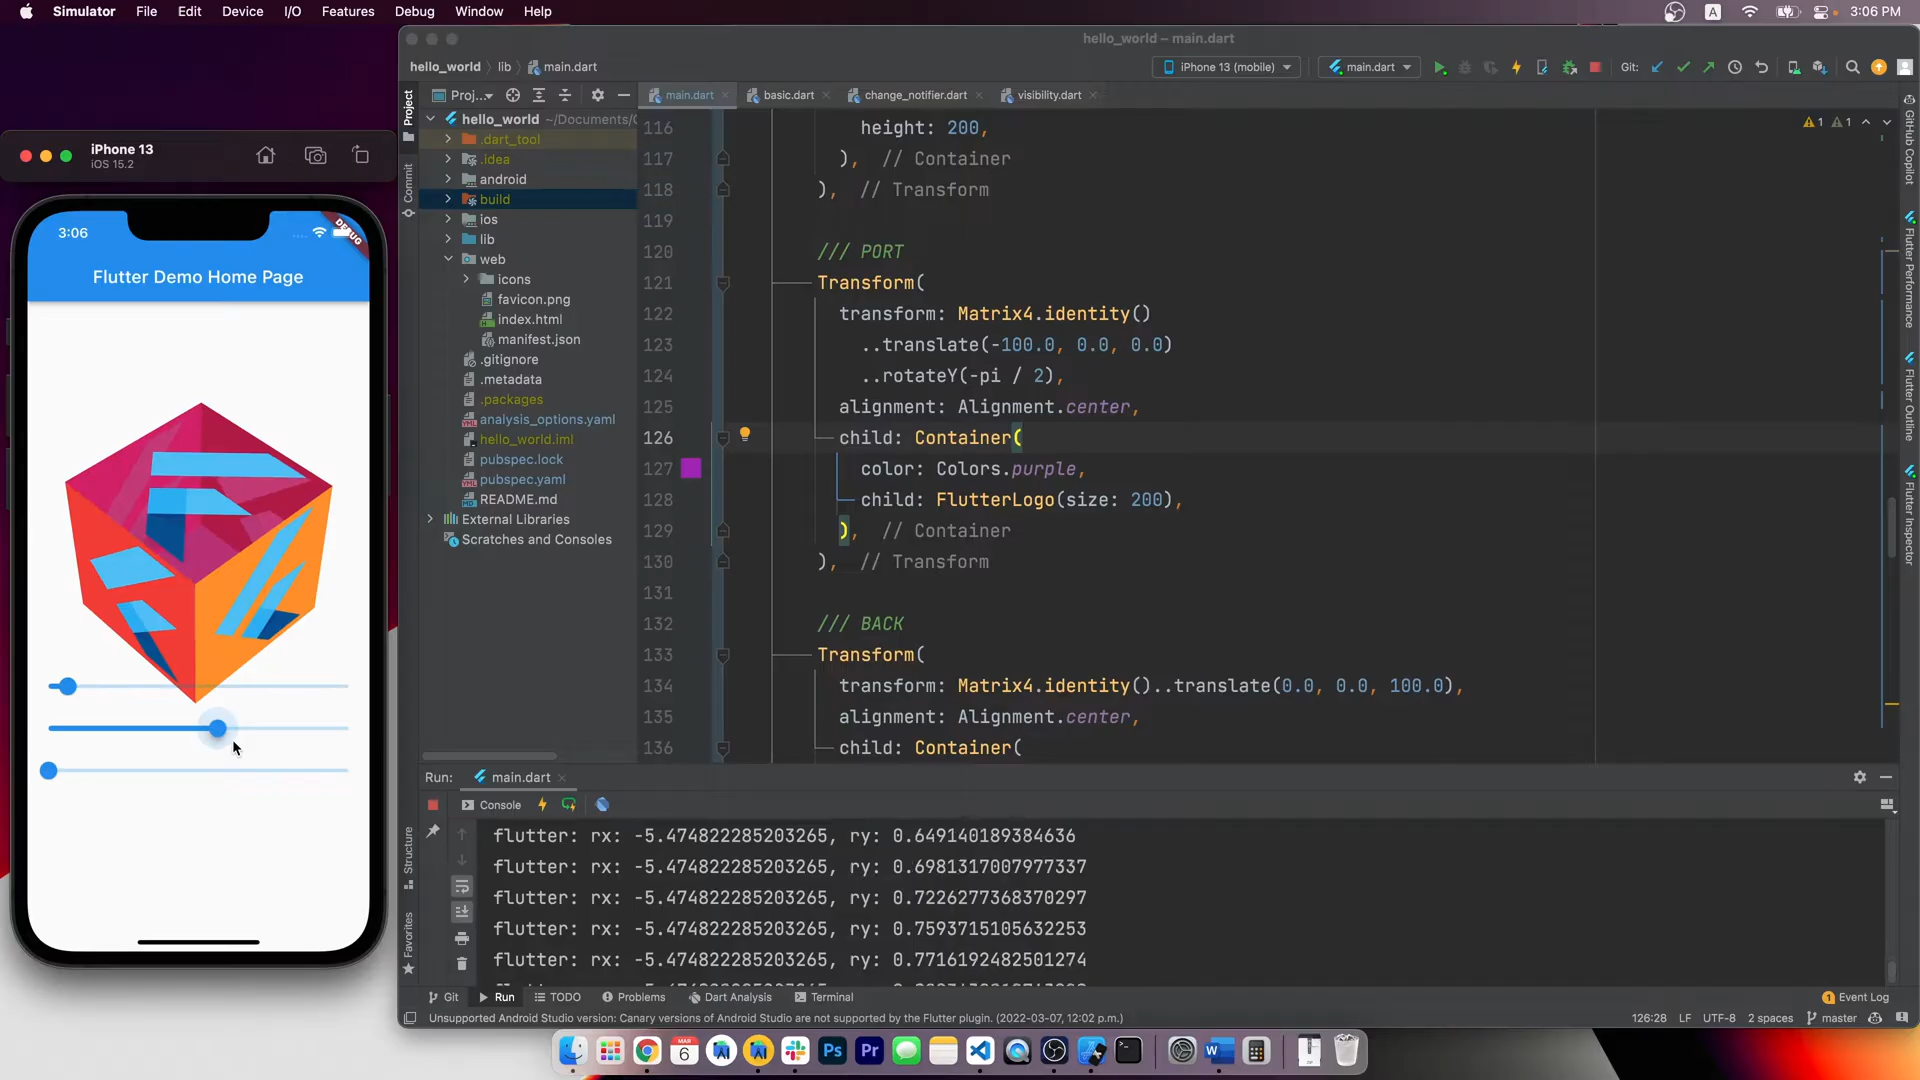 Simulator File Edit Device I/O Features Debug Window Help
A 3:06 PM
hello_world – main.dart
hello_world lib main.dart
iPhone 13 (mobile) main.dart Git:
Proj... main.dart basic.dart change_notifier.dart visibility.dart
Project
Commit
Structure
Favorites
hello_world ~/Documents/
.dart_tool
.idea
android
build
ios
lib
web
icons
favicon.png
index.html
manifest.json
.gitignore
.metadata
.packages
analysis_options.yaml
hello_world.iml
pubspec.lock
pubspec.yaml
README.md
External Libraries
Scratches and Consoles
iPhone 13
iOS 15.2
3:06
DEBUG
Flutter Demo Home Page
1 1
116 height: 200,
117 ), // Container
118 ), // Transform
119
120 /// PORT
121 Transform(
122 transform: Matrix4.identity()
123 ..translate(-100.0, 0.0, 0.0)
124 ..rotateY(-pi / 2),
125 alignment: Alignment.center,
126 child: Container(
127 color: Colors.purple,
128 child: FlutterLogo(size: 200),
129 ), // Container
130 ), // Transform
131
132 /// BACK
133 Transform(
134 transform: Matrix4.identity()..translate(0.0, 0.0, 100.0),
135 alignment: Alignment.center,
136 child: Container(
GitHub Copilot
Flutter Performance
Flutter Outline
Flutter Inspector
Run: main.dart
Console
flutter: rx: -5.474822285203265, ry: 0.649140189384636
flutter: rx: -5.474822285203265, ry: 0.6981317007977337
flutter: rx: -5.474822285203265, ry: 0.7226277368370297
flutter: rx: -5.474822285203265, ry: 0.7593715105632253
flutter: rx: -5.474822285203265, ry: 0.7716192482501274
Git Run TODO Problems Dart Analysis Terminal
1 Event Log
Unsupported Android Studio version: Canary versions of Android Studio are not supported by the Flutter plugin. (2022-03-07, 12:02 p.m.)
126:28 LF UTF-8 2 spaces master
MAR
6
Ps
Pr
W